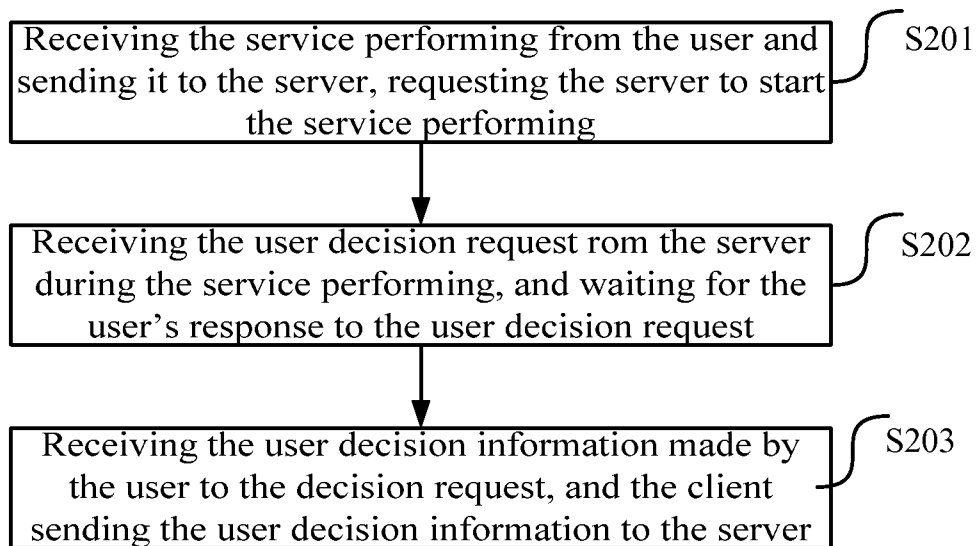 Receiving the service performing from the user and
sending it to the server, requesting the server to start
the service performing
S201
Receiving the user decision request rom the server
during the service performing, and waiting for the
user's response to the user decision request
S202
Receiving the user decision information made by
the user to the decision request, and the client
sending the user decision information to the server
S203